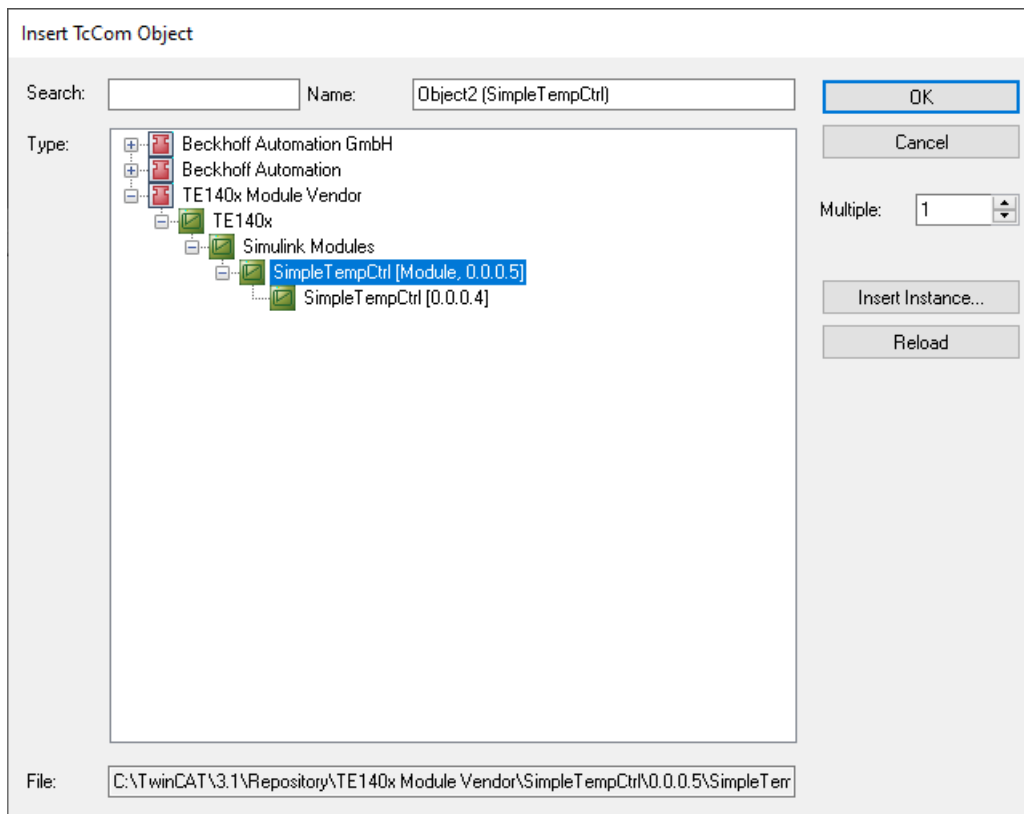 Insert TcCom Object
Search: Name: Object2 (SimpleTempCtrl) OK
Type: Beckhoff Automation GmbH Cancel
Beckhoff Automation
TE140x Module Vendor Multiple: 1
TE140x
Simulink Modules
SimpleTempCtrl [Module, 0.0.0.5]
SimpleTempCtrl [0.0.0.4] Insert Instance...
Reload
File: C:\TwinCAT\3.1\Repository\TE140x Module Vendor\SimpleTempCtrl\0.0.0.5\SimpleTem